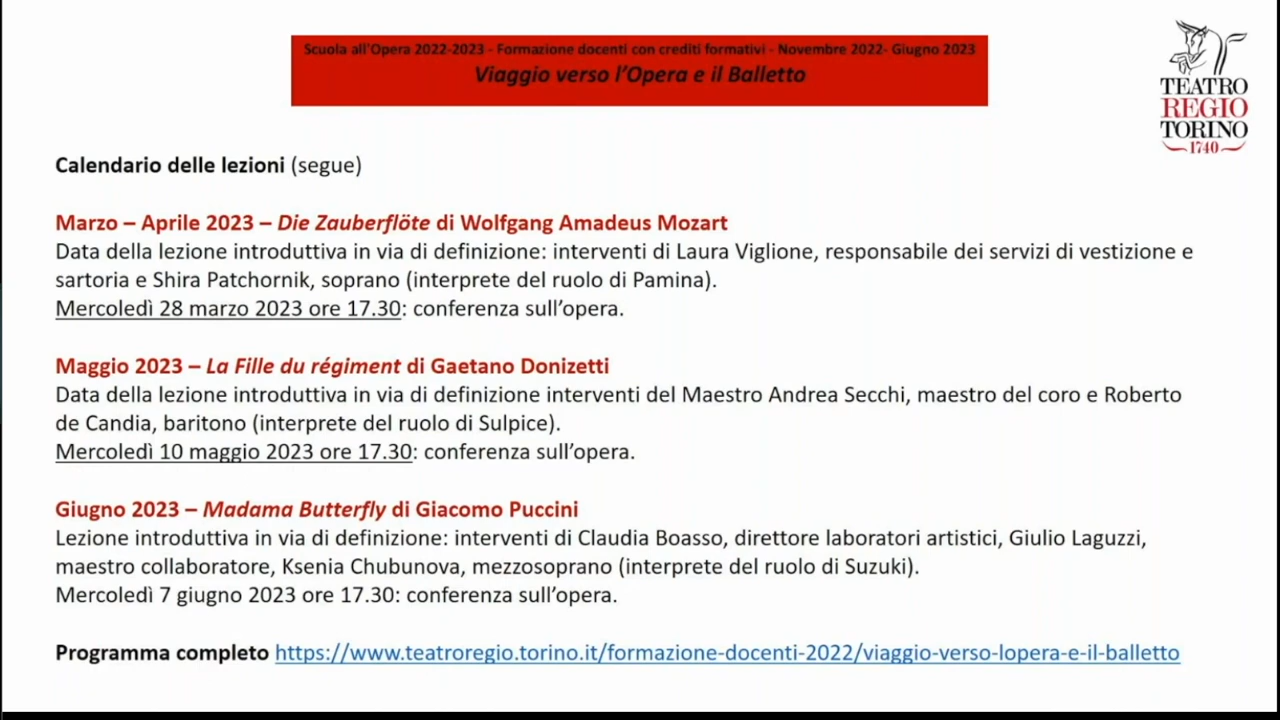 Scuola all'Opera 2022-2023 - Formazione docenti con crediti formativi - Novembre 2022- Giugno 2023
Viaggio verso l'Opera e il Balletto
TEATRO
REGIO
TORINO
1740
Calendario delle lezioni (segue)
Marzo – Aprile 2023 – Die Zauberflöte di Wolfgang Amadeus Mozart
Data della lezione introduttiva in via di definizione: interventi di Laura Viglione, responsabile dei servizi di vestizione e
sartoria e Shira Patchornik, soprano (interprete del ruolo di Pamina).
Mercoledì 28 marzo 2023 ore 17.30: conferenza sull'opera.
Maggio 2023 – La Fille du régiment di Gaetano Donizetti
Data della lezione introduttiva in via di definizione interventi del Maestro Andrea Secchi, maestro del coro e Roberto
de Candia, baritono (interprete del ruolo di Sulpice).
Mercoledì 10 maggio 2023 ore 17.30: conferenza sull'opera.
Giugno 2023 – Madama Butterfly di Giacomo Puccini
Lezione introduttiva in via di definizione: interventi di Claudia Boasso, direttore laboratori artistici, Giulio Laguzzi,
maestro collaboratore, Ksenia Chubunova, mezzosoprano (interprete del ruolo di Suzuki).
Mercoledì 7 giugno 2023 ore 17.30: conferenza sull'opera.
Programma completo https://www.teatroregio.torino.it/formazione-docenti-2022/viaggio-verso-lopera-e-il-balletto